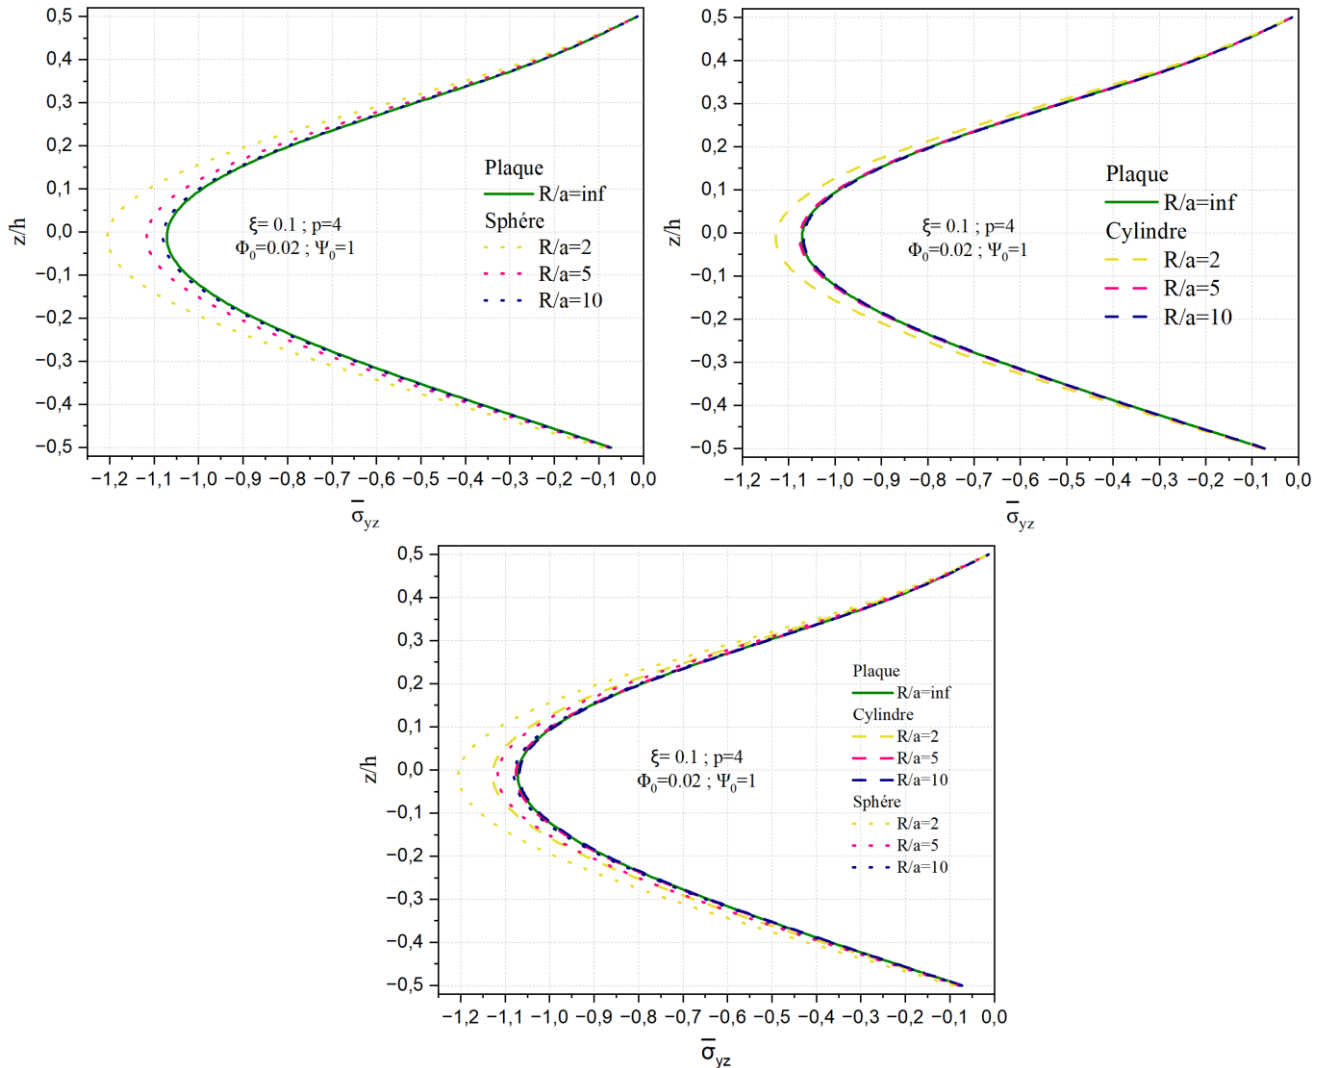 0,5
0,4
0,3
0,2
0,1
0,0
−0,1
−0,2
−0,3
−0,4
−0,5
z/h
−1,2 −1,1 −1,0 −0,9 −0,8 −0,7 −0,6 −0,5 −0,4 −0,3 −0,2 −0,1 0,0
σ̅yz
ξ= 0.1 ; p=4
Φ0=0.02 ; Ψ0=1
Plaque
R/a=inf
Sphére
R/a=2
R/a=5
R/a=10
0,5
0,4
0,3
0,2
0,1
0,0
−0,1
−0,2
−0,3
−0,4
−0,5
z/h
−1,2 −1,1 −1,0 −0,9 −0,8 −0,7 −0,6 −0,5 −0,4 −0,3 −0,2 −0,1 0,0
σ̅yz
ξ= 0.1 ; p=4
Φ0=0.02 ; Ψ0=1
Plaque
R/a=inf
Cylindre
R/a=2
R/a=5
R/a=10
0,5
0,4
0,3
0,2
0,1
0,0
−0,1
−0,2
−0,3
−0,4
−0,5
z/h
−1,2 −1,1 −1,0 −0,9 −0,8 −0,7 −0,6 −0,5 −0,4 −0,3 −0,2 −0,1 0,0
σ̅yz
ξ= 0.1 ; p=4
Φ0=0.02 ; Ψ0=1
Plaque
R/a=inf
Cylindre
R/a=2
R/a=5
R/a=10
Sphére
R/a=2
R/a=5
R/a=10